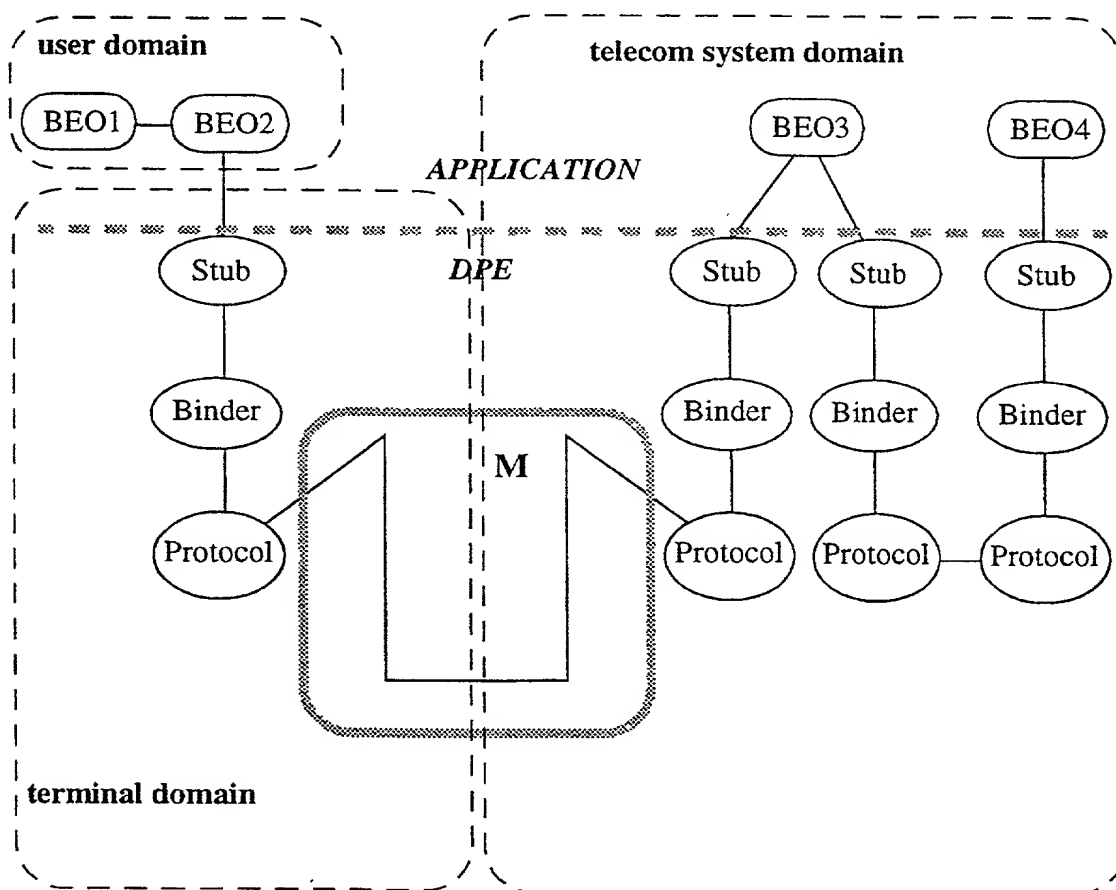 user domain
telecom system domain
BEO1
BEO2
BEO3
BEO4
APPLICATION
DPE
Stub
Stub
Stub
Stub
Binder
Binder
Binder
Binder
M
Protocol
Protocol
Protocol
Protocol
terminal domain